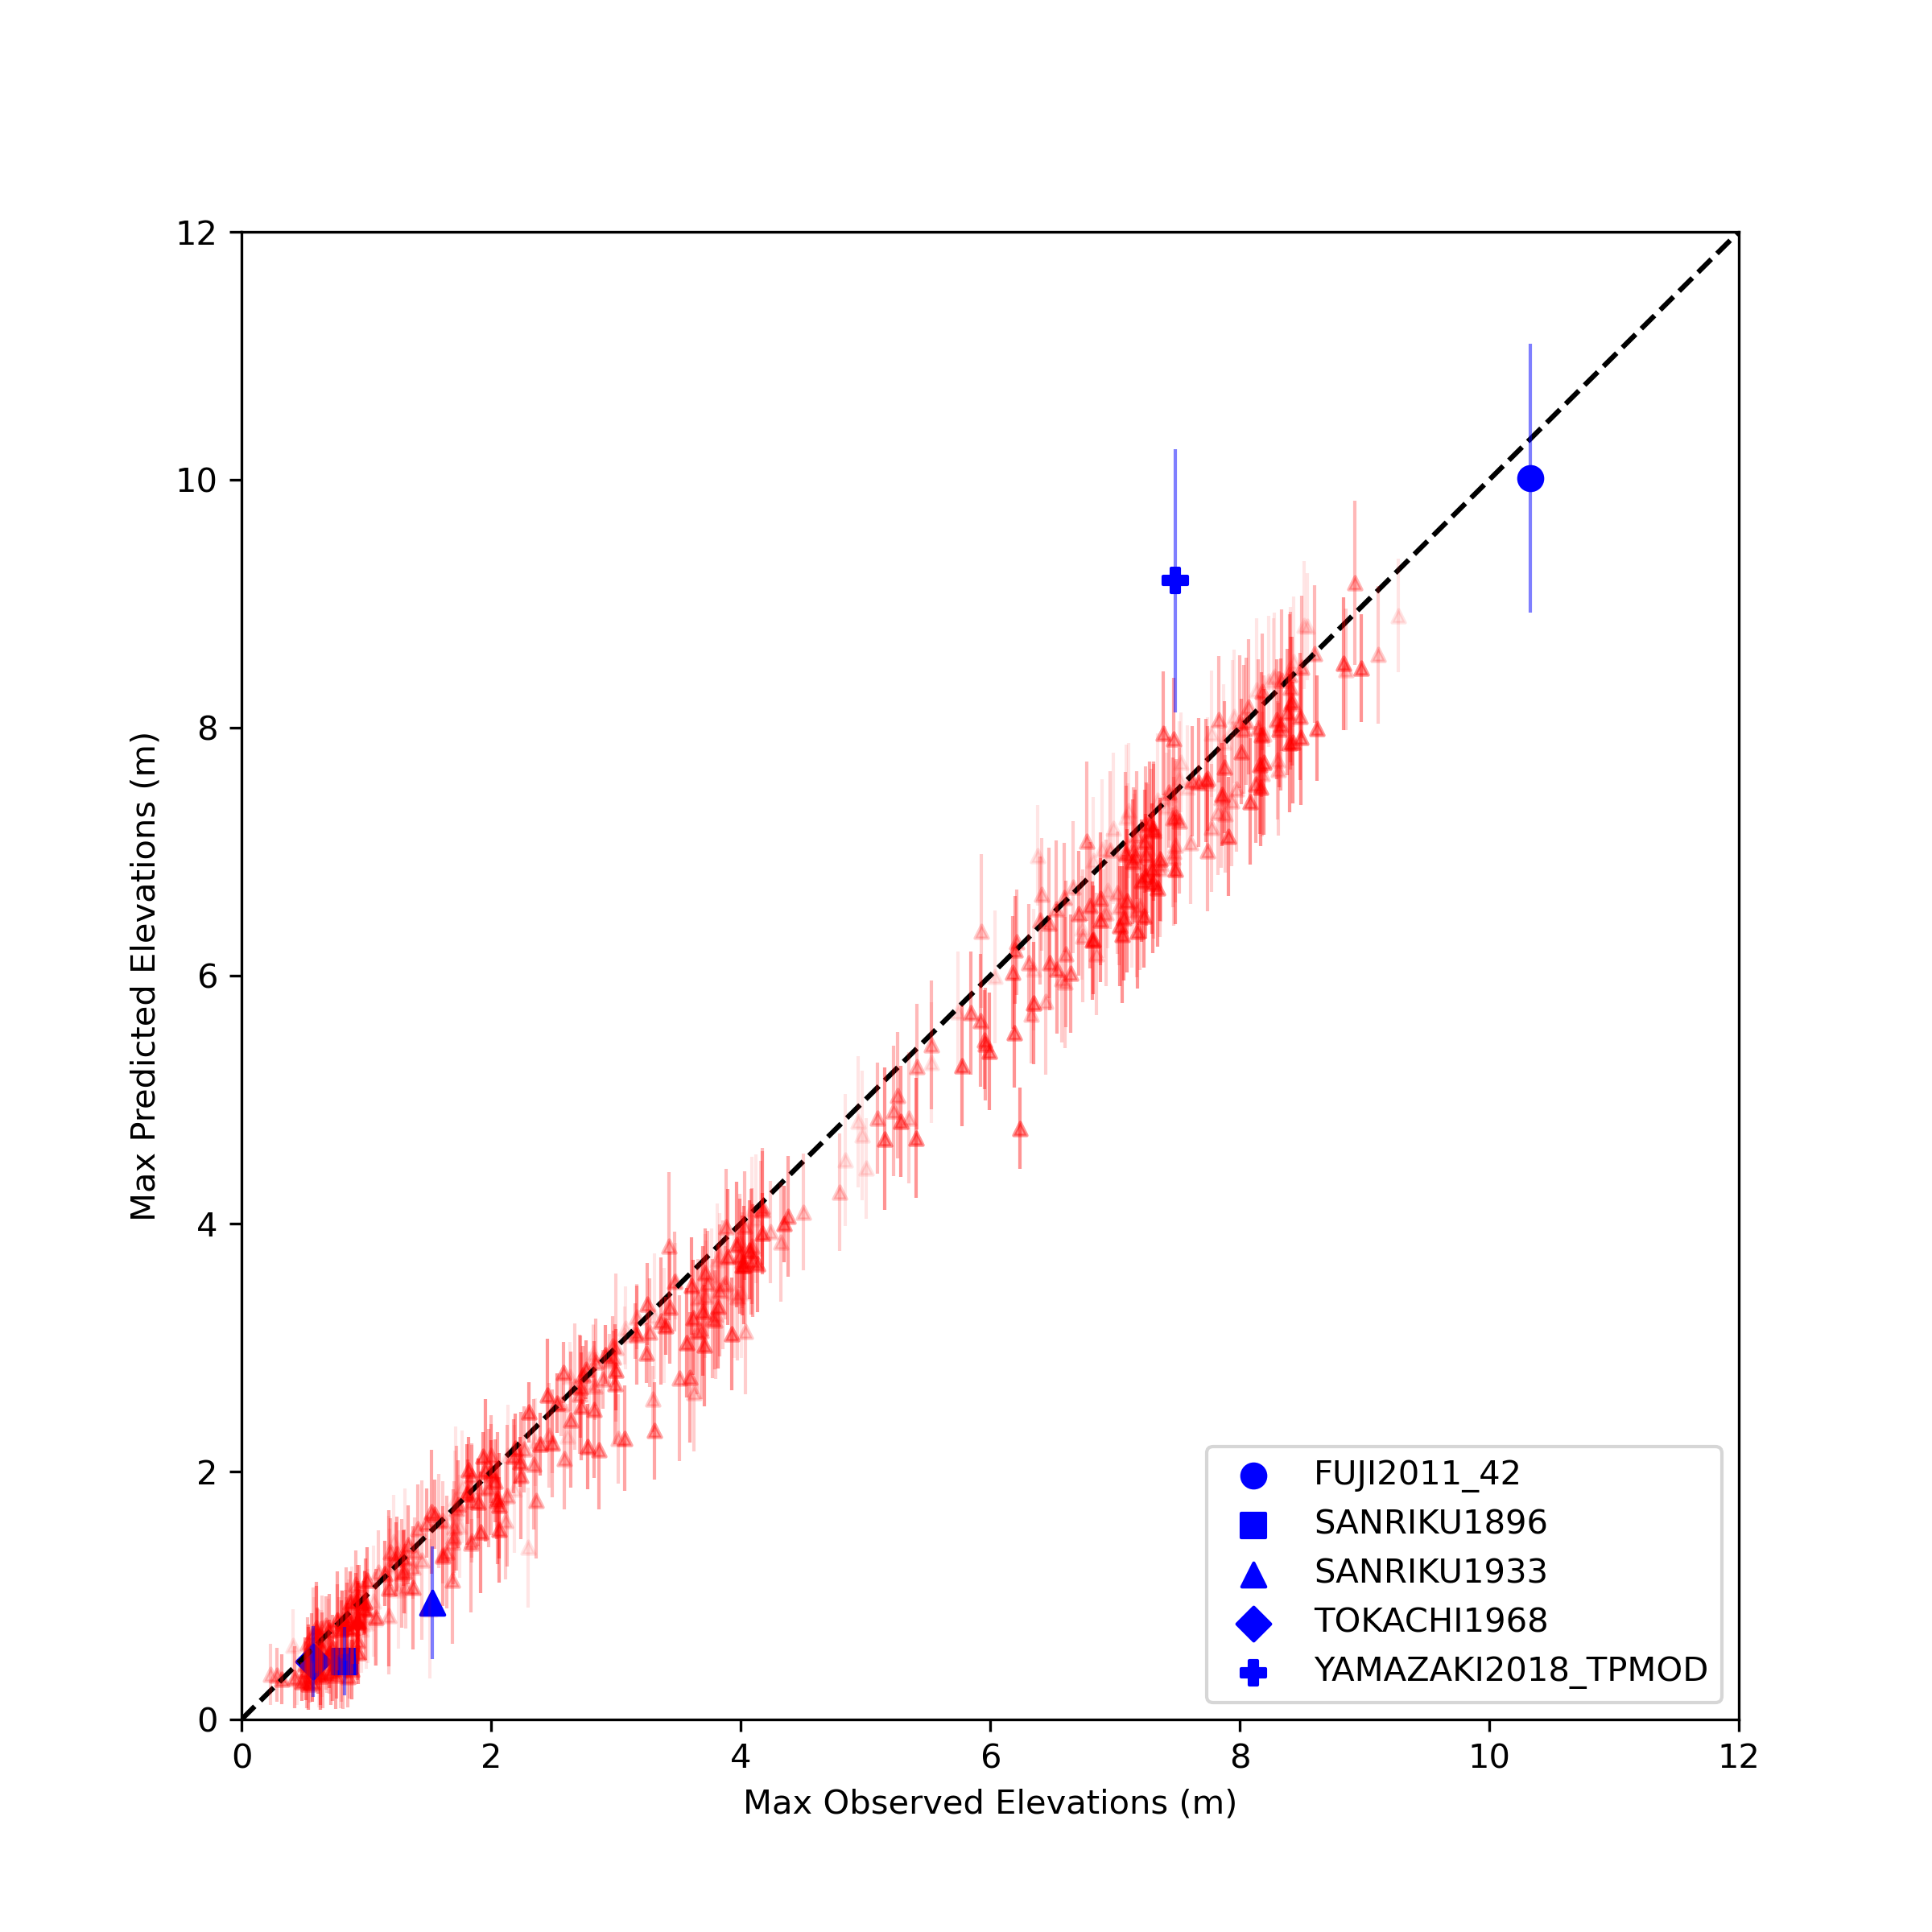 12
10
8
6
4
2
0
Max Predicted Elevations (m)
FUJI2011_42
SANRIKU1896
SANRIKU1933
TOKACHI1968
YAMAZAKI2018_TPMOD
0 2 4 6 8 10 12
Max Observed Elevations (m)